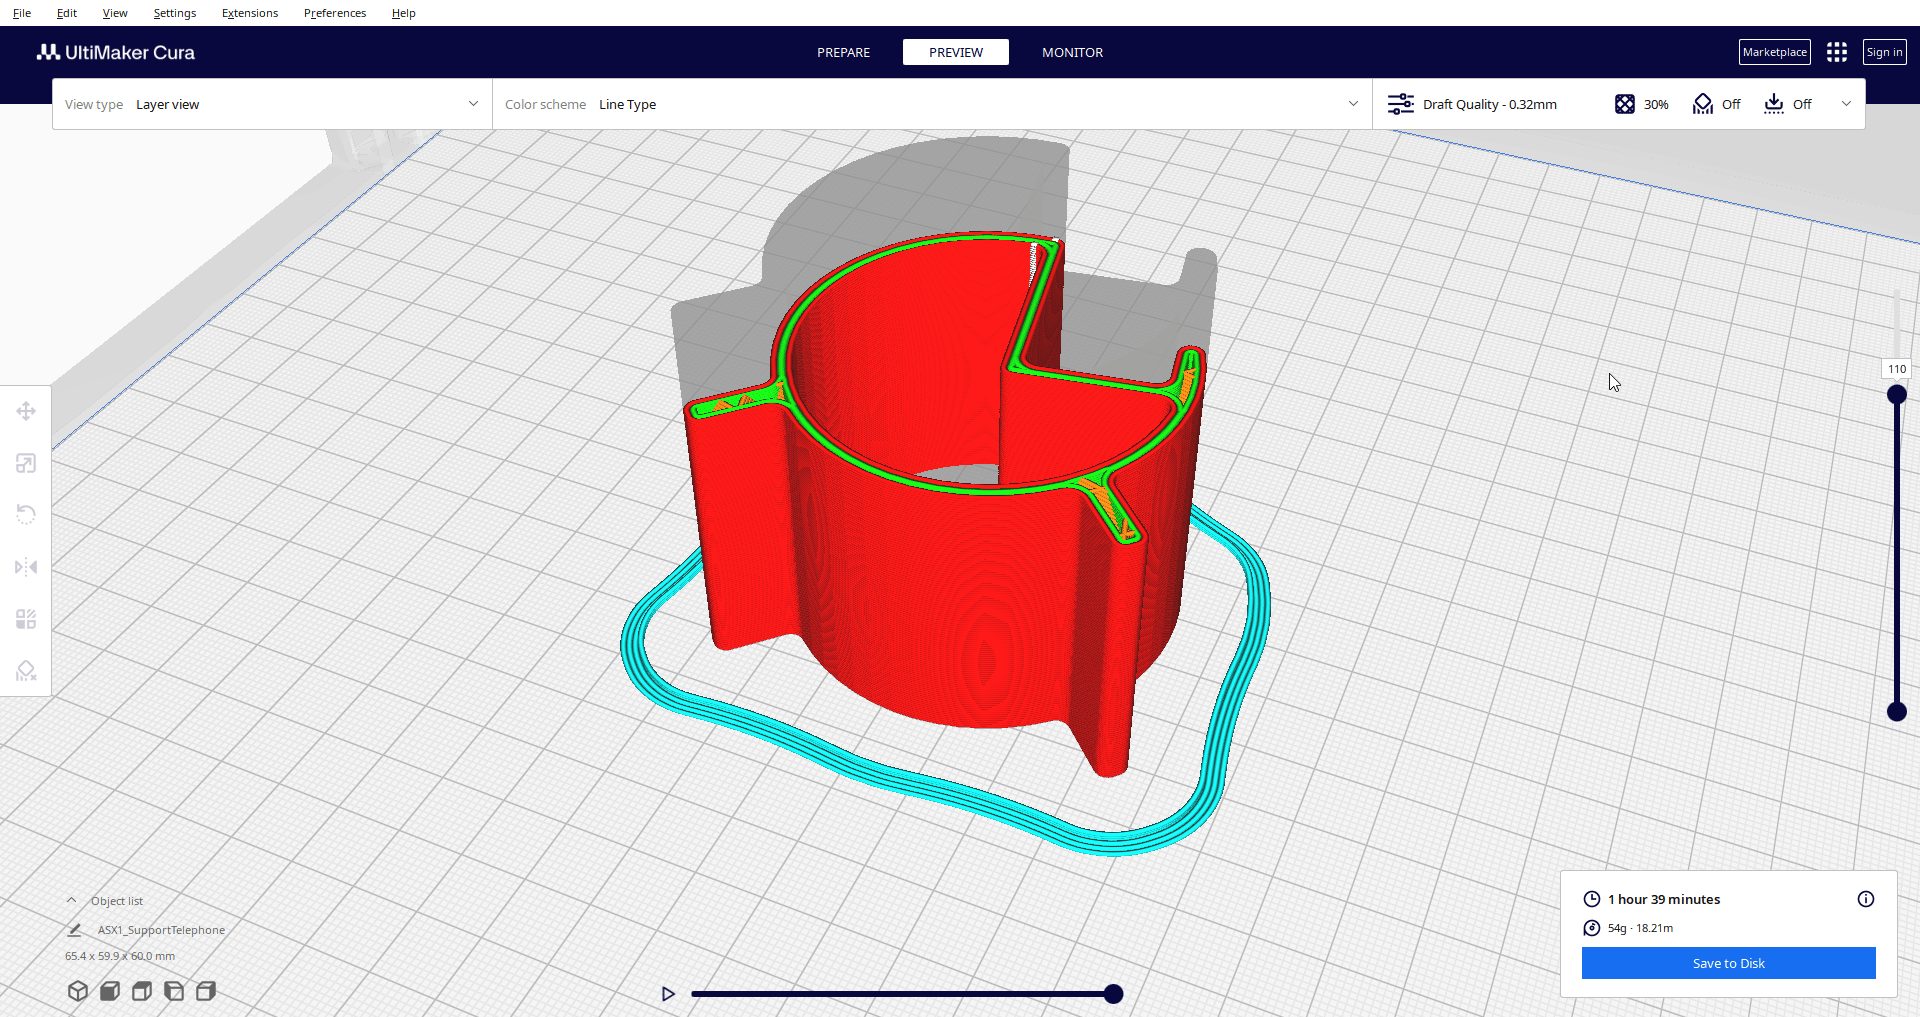 File Edit View Settings Extensions Preferences Help
UltiMaker Cura PREPARE PREVIEW MONITOR Marketplace Sign in
View type Layer view Color scheme Line Type Draft Quality - 0.32mm 30% Off Off
110
1 hour 39 minutes
54g · 18.21m
Save to Disk
Object list
ASX1_SupportTelephone
65.4 x 59.9 x 60.0 mm